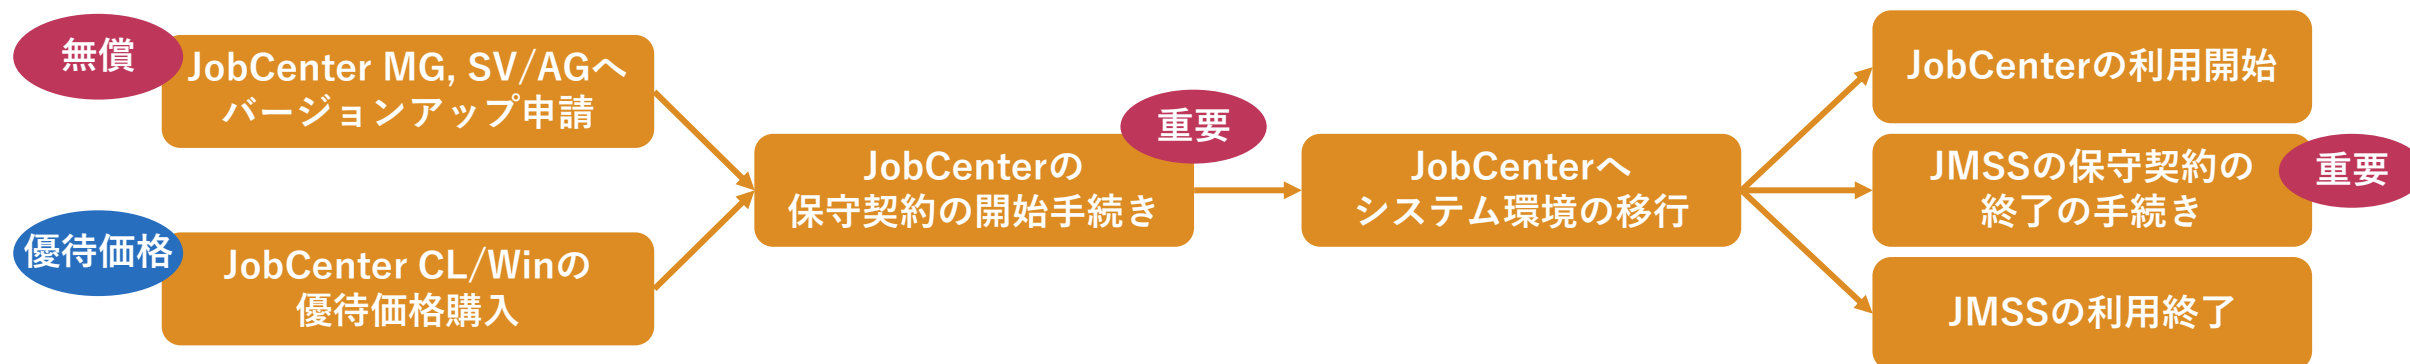 無償
JobCenter MG, SV/AGへ
バージョンアップ申請
優待価格
JobCenter CL/Winの
優待価格購入
重要
JobCenterの
保守契約の開始手続き
JobCenterへ
システム環境の移行
JobCenterの利用開始
JMSSの保守契約の
終了の手続き
重要
JMSSの利用終了